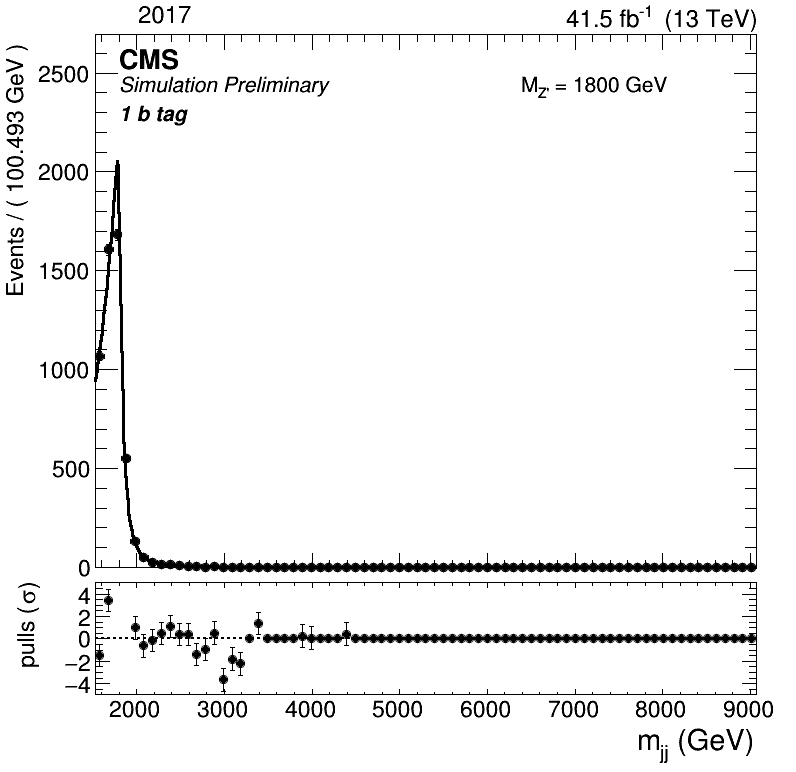 2017
41.5 fb-1 (13 TeV)
CMS
Simulation Preliminary
MZ' = 1800 GeV
1 b tag
Events / ( 100.493 GeV )
2500
2000
1500
1000
500
0
pulls (σ)
4
2
0
−2
−4
2000 3000 4000 5000 6000 7000 8000 9000
mjj (GeV)